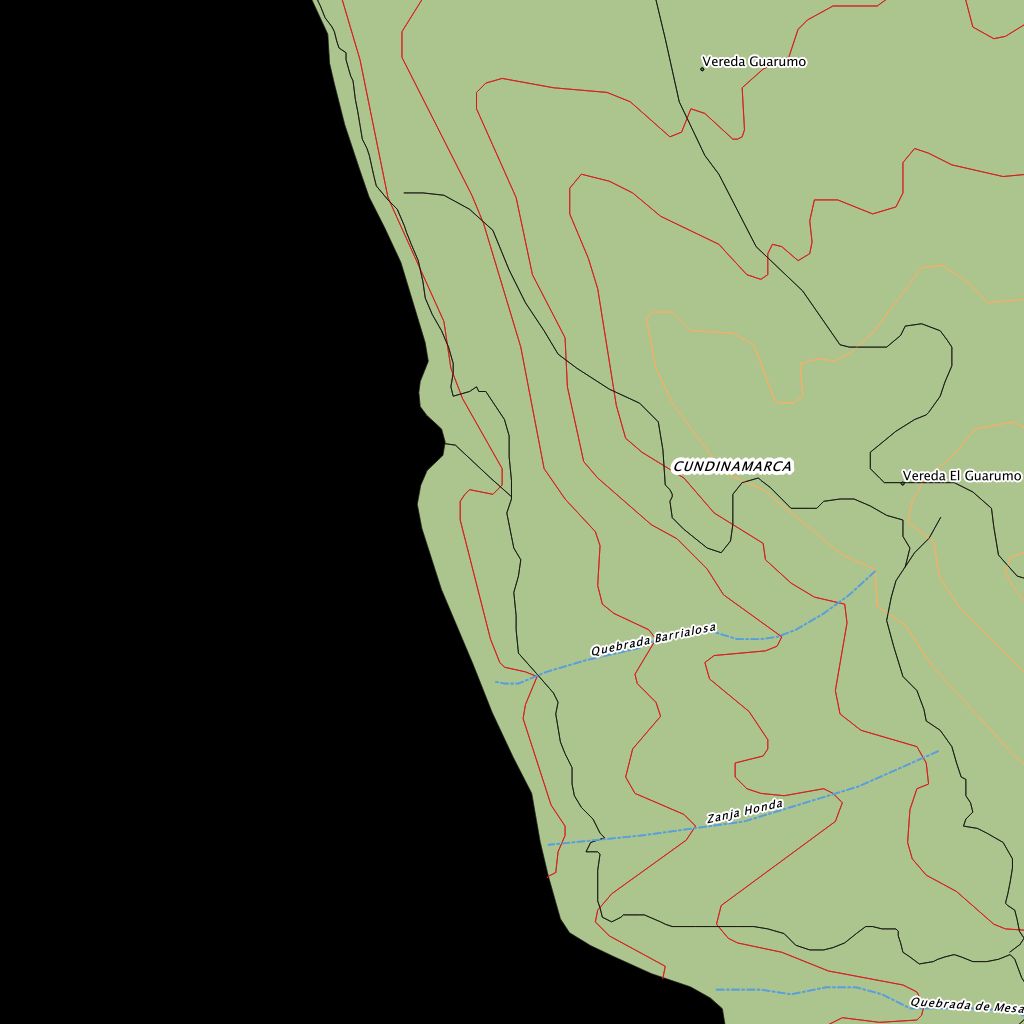 Vereda Guarumo
CUNDINAMARCA
Vereda El Guarumo
Quebrada Barrialosa
Zanja Honda
Quebrada de Mesa